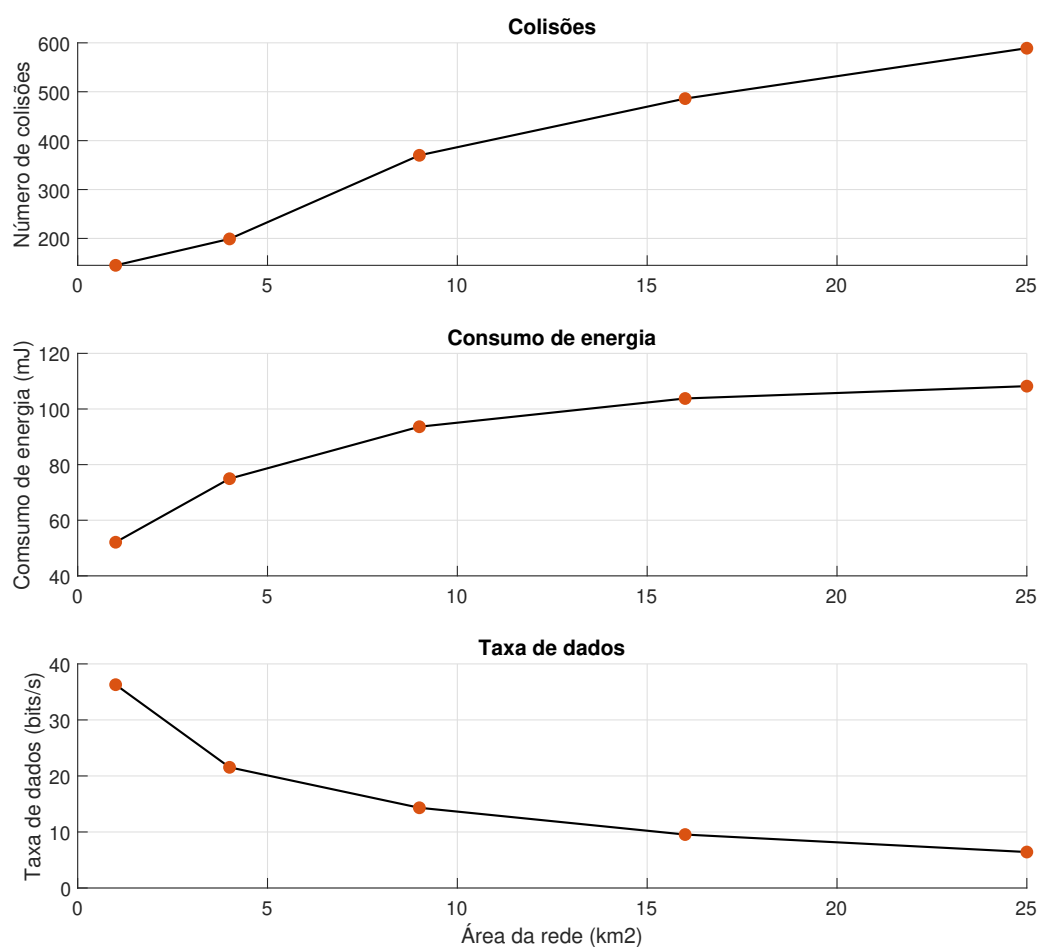 Colisões
Número de colisões
600
500
400
300
200
0 5 10 15 20 25
Consumo de energia
Comsumo de energia (mJ)
120
100
80
60
40
0 5 10 15 20 25
Taxa de dados
Taxa de dados (bits/s)
40
30
20
10
0
0 5 10 15 20 25
Área da rede (km2)